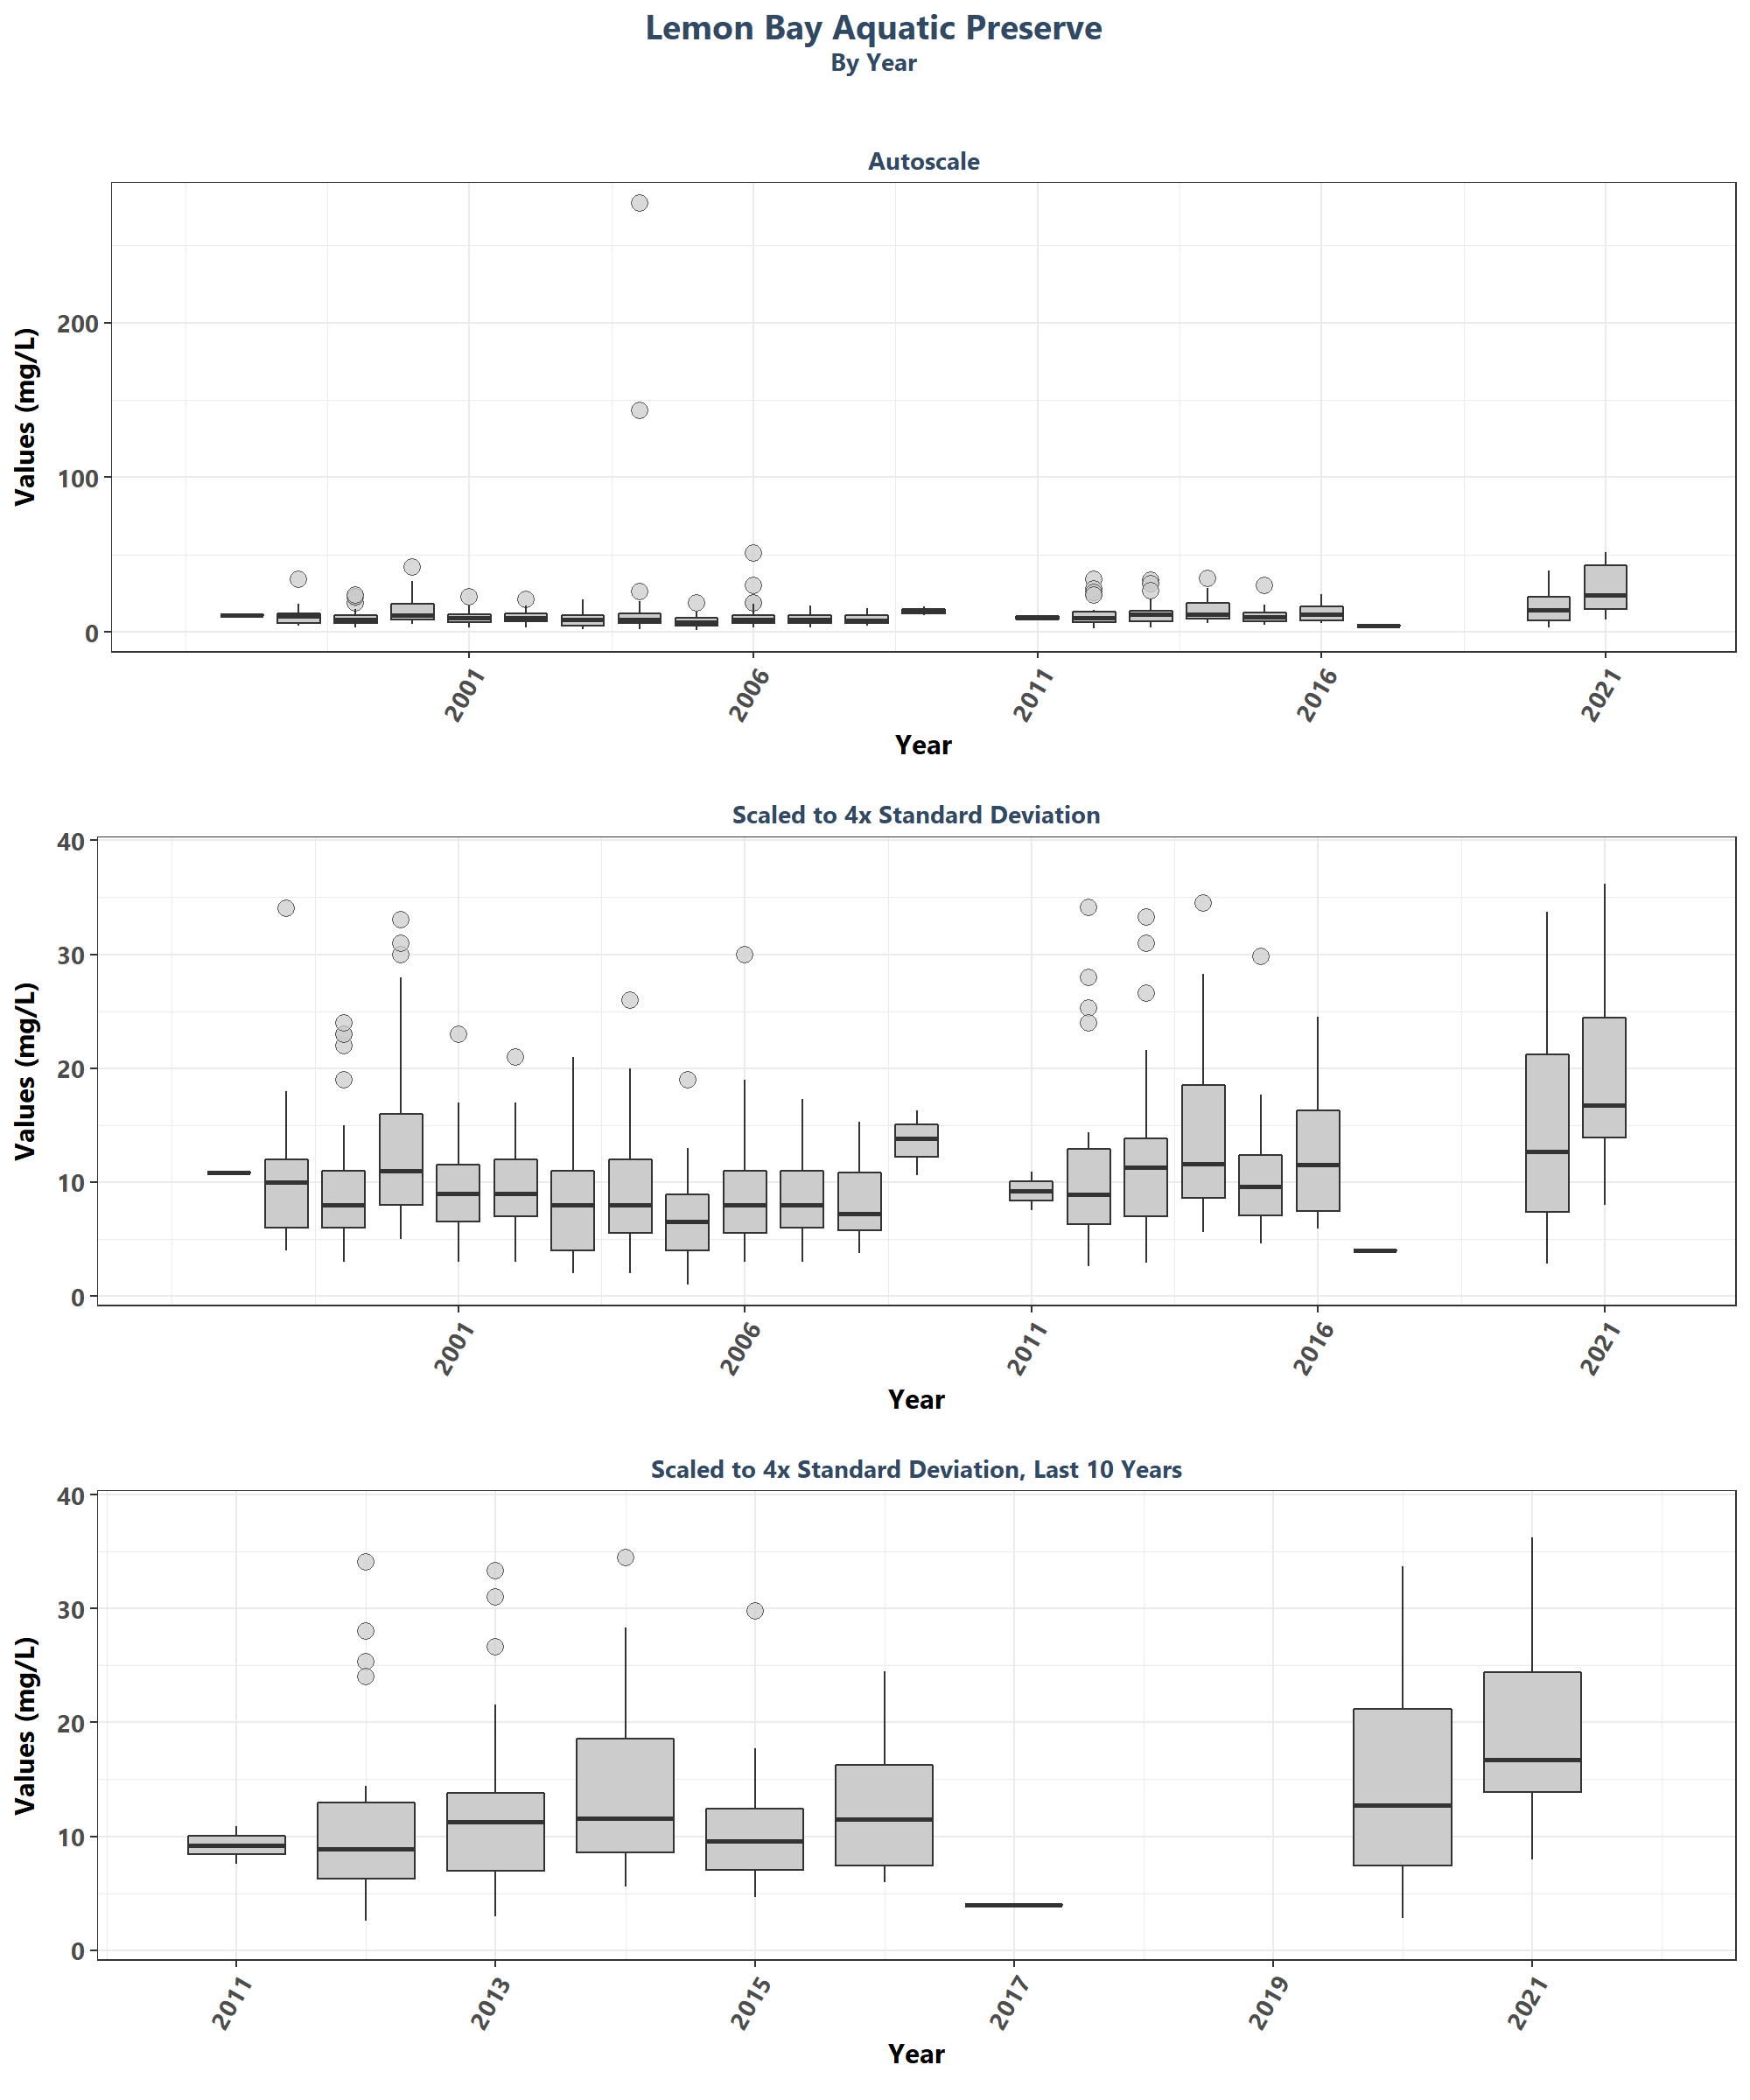 Lemon Bay Aquatic Preserve
By Year
Autoscale
Values (mg/L)
200
100
0
2001
2006
2011
2016
2021
Year
Scaled to 4x Standard Deviation
Values (mg/L)
40
30
20
10
0
2001
2006
2011
2016
2021
Year
Scaled to 4x Standard Deviation, Last 10 Years
Values (mg/L)
40
30
20
10
0
2011
2013
2015
2017
2019
2021
Year